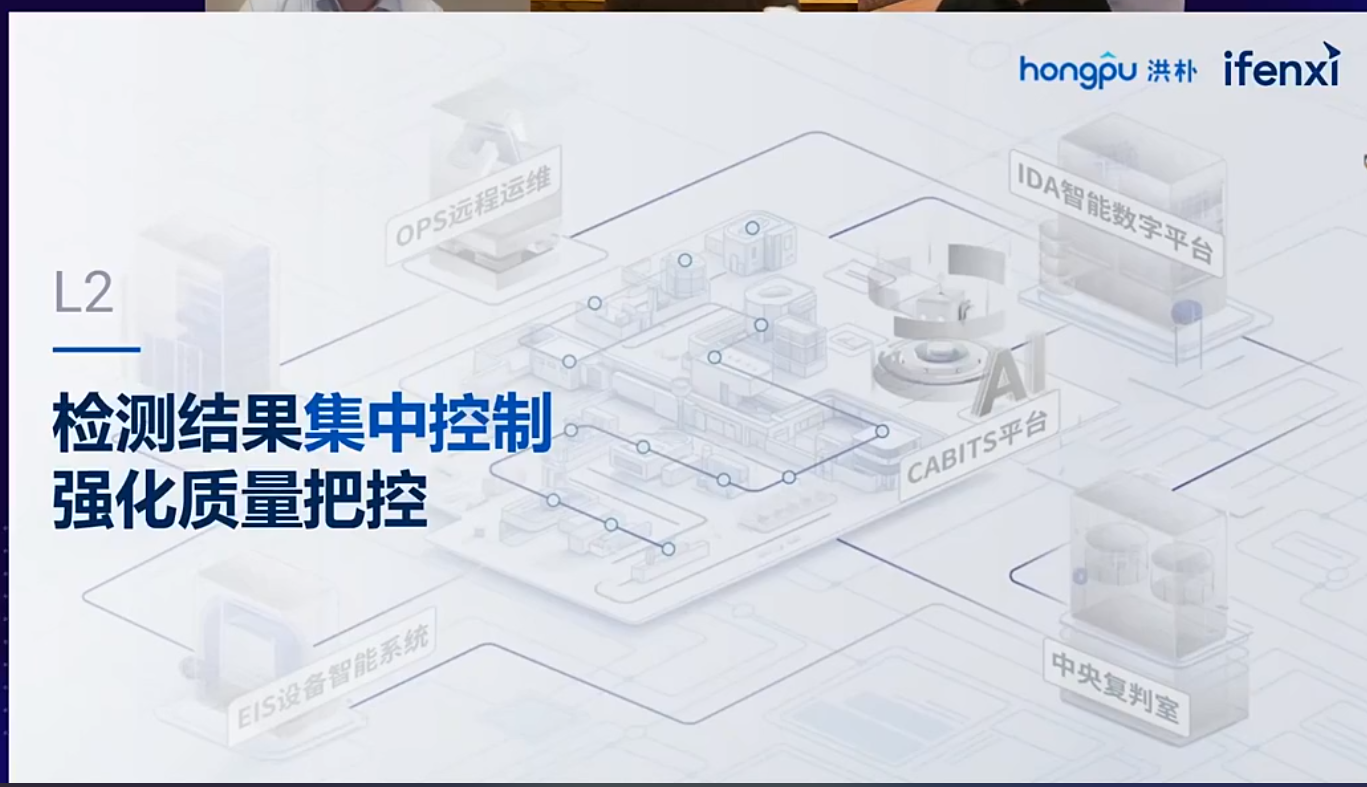 hongpu 洪朴 ifenxi
OPS远程运维
IDA智能数字平台
L2
检测结果集中控制
强化质量把控
AI
CABITS平台
EIS设备智能系统
中央复判室